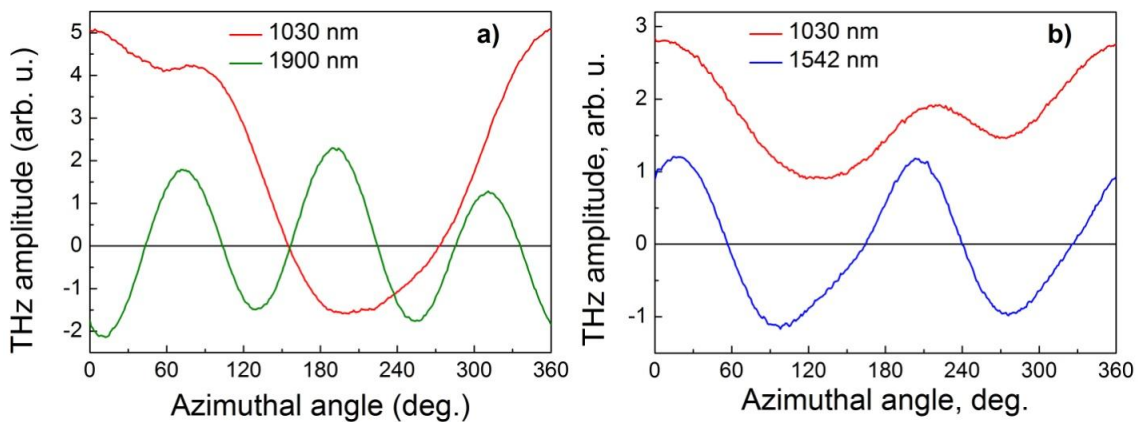 a)
1030 nm
1900 nm
THz amplitude (arb. u.)
5
4
3
2
1
0
-1
-2
0 60 120 180 240 300 360
Azimuthal angle (deg.)
b)
1030 nm
1542 nm
THz amplitude, arb. u.
3
2
1
0
-1
0 60 120 180 240 300 360
Azimuthal angle, deg.